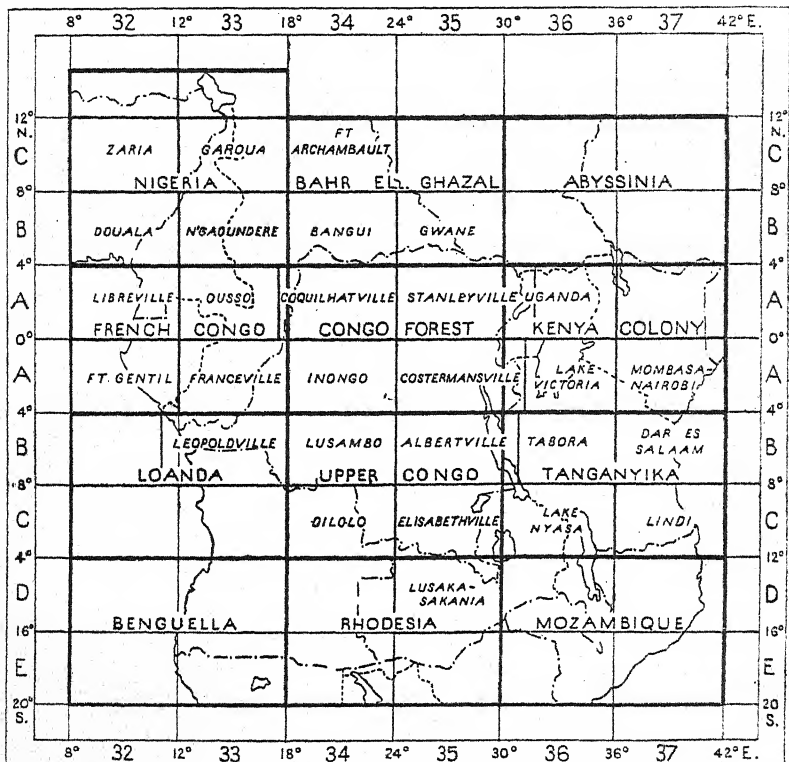 8° 32 12° 33 18° 34 24° 35 30° 36 36° 37 42° E.
12° 12°
N. N.
FT
C ZARIA GAROUA ARCHAMBAULT C
NIGERIA BAHR EL GHAZAL ABYSSINIA
8° 8°
B DOUALA N'GAOUNDERE BANGUI GWANE B
4° 4°
A LIBREVILLE OUSSO COQUILHATVILLE STANLEYVILLE UGANDA A
FRENCH CONGO CONGO FOREST KENYA COLONY
0° 0°
A FT. GENTIL FRANCEVILLE INONGO COSTERMANSVILLE LAKE VICTORIA MOMBASA-NAIROBI A
4° 4°
B LEOPOLDVILLE LUSAMBO ALBERTVILLE TABORA DAR ES SALAAM B
LOANDA UPPER CONGO TANGANYIKA
8° 8°
C DILOLO ELISABETHVILLE LAKE NYASA LINDI C
4° 12°
D LUSAKA-SAKANIA D
BENGUELLA RHODESIA MOZAMBIQUE
16° 16°
E E
20° 20°
S. S.
8° 32 12° 33 18° 34 24° 35 30° 36 36° 37 42° E.